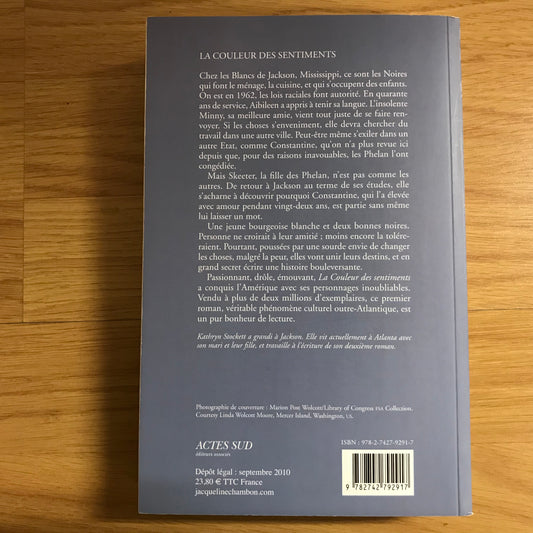 LA COULEUR DES SENTIMENTS
Chez les Blancs de Jackson, Mississippi, ce sont les Noires
qui font le ménage, la cuisine, et qui s'occupent des enfants.
On est en 1962, les lois raciales font autorité. En quarante
ans de service, Aibileen a appris à tenir sa langue. L'insolente
Minny, sa meilleure amie, vient tout juste de se faire ren-
voyer. Si les choses s'enveniment, elle devra chercher du
travail dans une autre ville. Peut-être même s'exiler dans un
autre Etat, comme Constantine, qu'on n'a plus revue ici
depuis que, pour des raisons inavouables, les Phelan l'ont
congédiée.
Mais Skeeter, la fille des Phelan, n'est pas comme les
autres. De retour à Jackson au terme de ses études, elle
s'acharne à découvrir pourquoi Constantine, qui l'a élevée
avec amour pendant vingt-deux ans, est partie sans même
lui laisser un mot.
Une jeune bourgeoise blanche et deux bonnes noires.
Personne ne croirait à leur amitié ; moins encore la tolére-
raient. Pourtant, poussées par une sourde envie de changer
les choses, malgré la peur, elles vont unir leurs destins, et en
grand secret écrire une histoire bouleversante.
Passionnant, drôle, émouvant, La Couleur des sentiments
a conquis l'Amérique avec ses personnages inoubliables.
Vendu à plus de deux millions d'exemplaires, ce premier
roman, véritable phénomène culturel outre-Atlantique, est
un pur bonheur de lecture.
Kathryn Stockett a grandi à Jackson. Elle vit actuellement à Atlanta avec
son mari et leur fille, et travaille à l'écriture de son deuxième roman.
Photographie de couverture : Marion Post Wolcott/Library of Congress FSA Collection.
Courtesy Linda Wolcott Moore, Mercer Island, Washington, US.
ACTES SUD
éditeurs associés
Dépôt légal : septembre 2010
23,80 € TTC France
jacquelinechambon.com
ISBN : 978-2-7427-9291-7
9 782742 792917